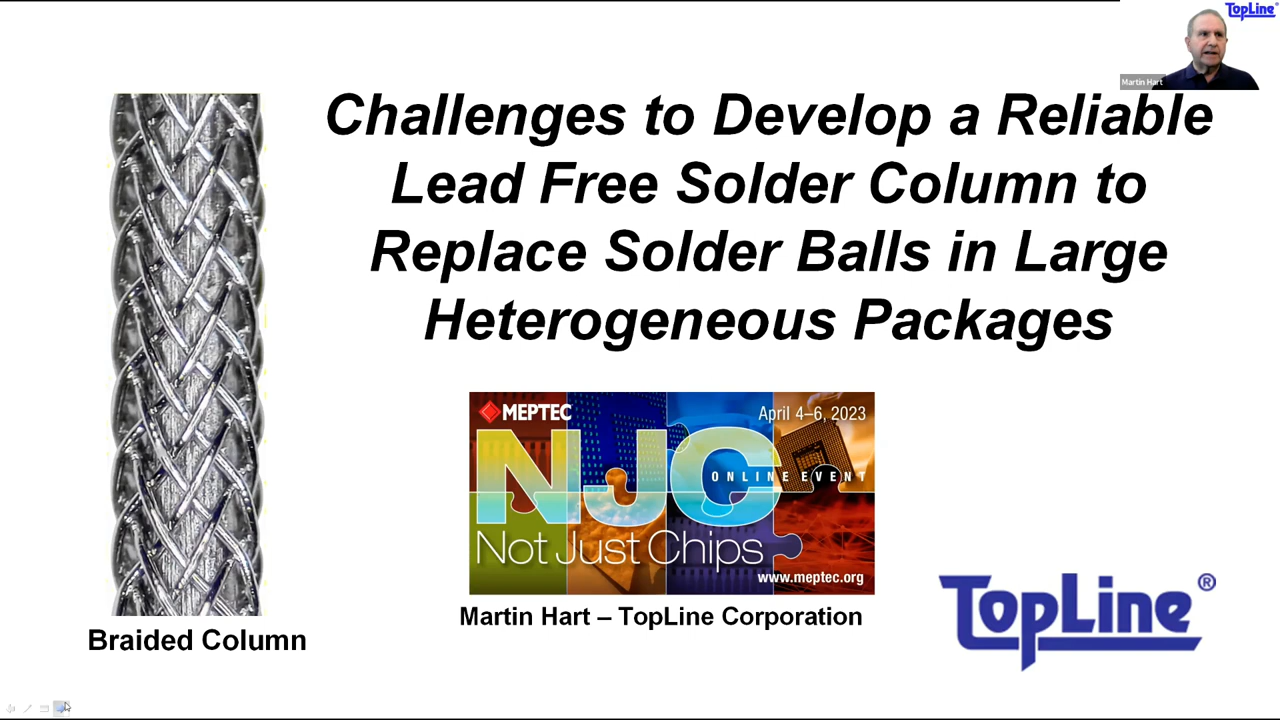 TopLine®
Martin Hart
Challenges to Develop a Reliable
Lead Free Solder Column to
Replace Solder Balls in Large
Heterogeneous Packages
MEPTEC
April 4–6, 2023
NJC
ONLINE EVENT
Not Just Chips
www.meptec.org
Martin Hart – TopLine Corporation
Braided Column
TopLine®